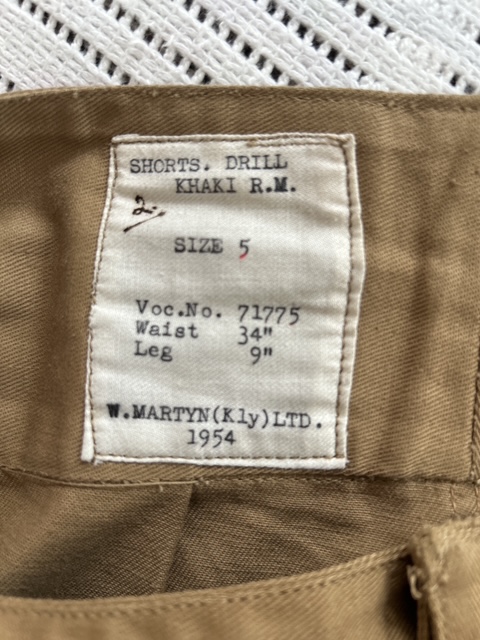 SHORTS. DRILL
KHAKI R.M.
2.
SIZE 5
Voc.No. 71775
Waist 34"
Leg 9"
W.MARTYN(Kly)LTD.
1954